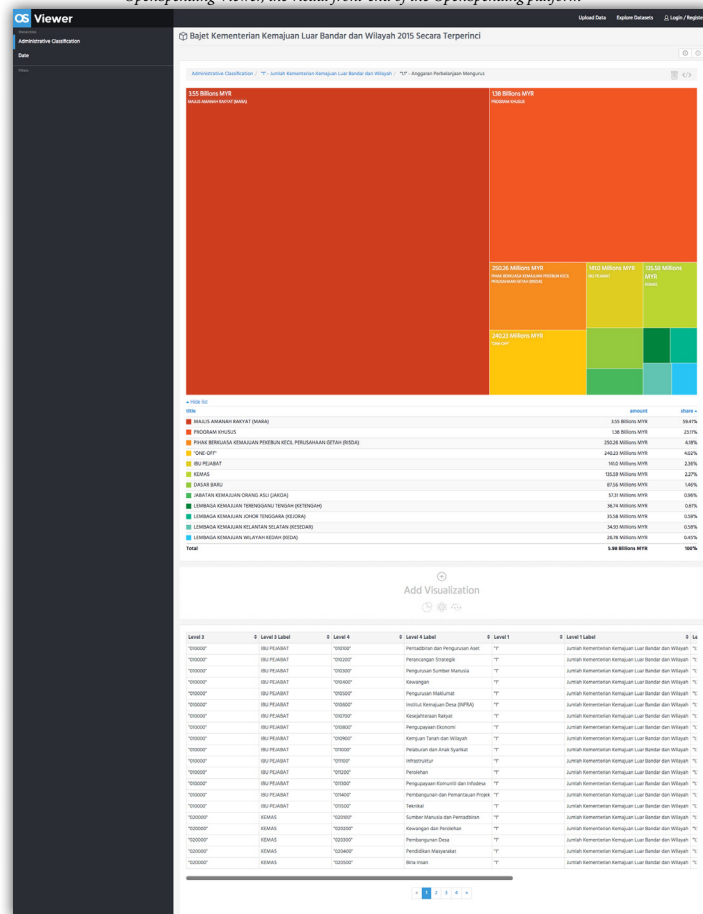 OpenSpending Viewer, the visual front-end of the OpenSpending platform
OS Viewer
Upload Data Explore Datasets Login / Register
Hierarchies
Administrative Classification
Date
Filters
Bajet Kementerian Kemajuan Luar Bandar dan Wilayah 2015 Secara Terperinci
Administrative Classification / "1" - Jumlah Kementerian Kemajuan Luar Bandar dan Wilayah / "1.1" - Anggaran Perbelanjaan Mengurus
3.55 Billions MYR
MAJLIS AMANAH RAKYAT (MARA)
1.38 Billions MYR
PROGRAM KHUSUS
250.26 Millions MYR
PIHAK BERKUASA KEMAJUAN PEKEBUN KECIL
PERUSAHAAN GETAH (RISDA)
141.0 Millions MYR
IBU PEJABAT
135.59 Millions
MYR
KEMAS
240.23 Millions MYR
"ONE-OFF"
Hide list
title amount share
MAJLIS AMANAH RAKYAT (MARA) 3.55 Billions MYR 59.41%
PROGRAM KHUSUS 1.38 Billions MYR 23.11%
PIHAK BERKUASA KEMAJUAN PEKEBUN KECIL PERUSAHAAN GETAH (RISDA) 250.26 Millions MYR 4.18%
"ONE-OFF" 240.23 Millions MYR 4.02%
IBU PEJABAT 141.0 Millions MYR 2.36%
KEMAS 135.59 Millions MYR 2.27%
DASAR BARU 87.56 Millions MYR 1.46%
JABATAN KEMAJUAN ORANG ASLI (JAKOA) 57.31 Millions MYR 0.96%
LEMBAGA KEMAJUAN TERENGGANU TENGAH (KETENGAH) 36.74 Millions MYR 0.61%
LEMBAGA KEMAJUAN JOHOR TENGGARA (KEJORA) 35.58 Millions MYR 0.59%
LEMBAGA KEMAJUAN KELANTAN SELATAN (KESEDAR) 34.93 Millions MYR 0.58%
LEMBAGA KEMAJUAN WILAYAH KEDAH (KEDA) 26.78 Millions MYR 0.45%
Total 5.98 Billions MYR 100%
Add Visualization
Level 3 Level 3 Label Level 4 Level 4 Label Level 1 Level 1 Label Le
"010000" IBU PEJABAT "010100" Pentadbiran dan Pengurusan Aset "1" Jumlah Kementerian Kemajuan Luar Bandar dan Wilayah "1.
"010000" IBU PEJABAT "010200" Perancangan Strategik "1" Jumlah Kementerian Kemajuan Luar Bandar dan Wilayah "1.
"010000" IBU PEJABAT "010300" Pengurusan Sumber Manusia "1" Jumlah Kementerian Kemajuan Luar Bandar dan Wilayah "1.
"010000" IBU PEJABAT "010400" Kewangan "1" Jumlah Kementerian Kemajuan Luar Bandar dan Wilayah "1.
"010000" IBU PEJABAT "010500" Pengurusan Maklumat "1" Jumlah Kementerian Kemajuan Luar Bandar dan Wilayah "1.
"010000" IBU PEJABAT "010600" Institut Kemajuan Desa (INFRA) "1" Jumlah Kementerian Kemajuan Luar Bandar dan Wilayah "1.
"010000" IBU PEJABAT "010700" Kesejahteraan Rakyat "1" Jumlah Kementerian Kemajuan Luar Bandar dan Wilayah "1.
"010000" IBU PEJABAT "010800" Pengupayaan Ekonomi "1" Jumlah Kementerian Kemajuan Luar Bandar dan Wilayah "1.
"010000" IBU PEJABAT "010900" Kemjuan Tanah dan Wilayah "1" Jumlah Kementerian Kemajuan Luar Bandar dan Wilayah "1.
"010000" IBU PEJABAT "011000" Pelaburan dan Anak Syarikat "1" Jumlah Kementerian Kemajuan Luar Bandar dan Wilayah "1.
"010000" IBU PEJABAT "011100" Infrastruktur "1" Jumlah Kementerian Kemajuan Luar Bandar dan Wilayah "1.
"010000" IBU PEJABAT "011200" Perolehan "1" Jumlah Kementerian Kemajuan Luar Bandar dan Wilayah "1.
"010000" IBU PEJABAT "011300" Pengupayaan Komuniti dan Infodesa "1" Jumlah Kementerian Kemajuan Luar Bandar dan Wilayah "1.
"010000" IBU PEJABAT "011400" Pembangunan dan Pemantauan Projek "1" Jumlah Kementerian Kemajuan Luar Bandar dan Wilayah "1.
"010000" IBU PEJABAT "011500" Teknikal "1" Jumlah Kementerian Kemajuan Luar Bandar dan Wilayah "1.
"020000" KEMAS "020100" Sumber Manusia dan Pentadbiran "1" Jumlah Kementerian Kemajuan Luar Bandar dan Wilayah "1.
"020000" KEMAS "020200" Kewangan dan Perolehan "1" Jumlah Kementerian Kemajuan Luar Bandar dan Wilayah "1.
"020000" KEMAS "020300" Pembangunan Desa "1" Jumlah Kementerian Kemajuan Luar Bandar dan Wilayah "1.
"020000" KEMAS "020400" Pendidikan Masyarakat "1" Jumlah Kementerian Kemajuan Luar Bandar dan Wilayah "1.
"020000" KEMAS "020500" Bina Insan "1" Jumlah Kementerian Kemajuan Luar Bandar dan Wilayah "1.
« 1 2 3 4 »